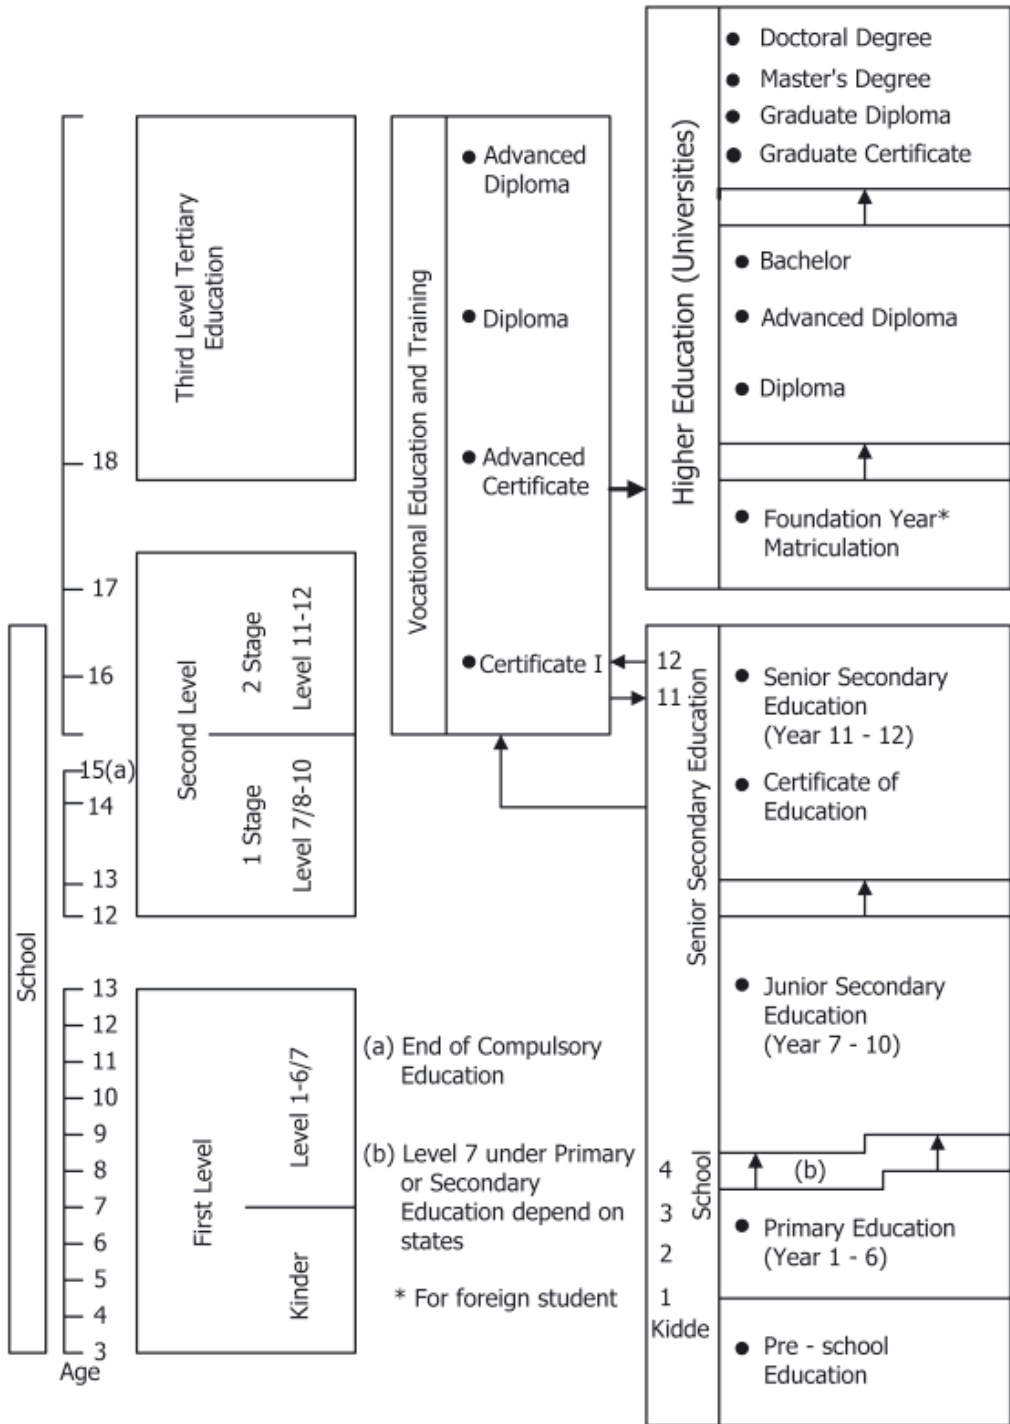 School
Age
18
17
16
15(a)
14
13
12
13
12
11
10
9
8
7
6
5
4
3
Third Level Tertiary
Education
Second Level
2 Stage
Level 11-12
1 Stage
Level 7/8-10
First Level
Level 1-6/7
Kinder
(a) End of Compulsory
Education
(b) Level 7 under Primary
or Secondary
Education depend on
states
* For foreign student
Vocational Education and Training
● Advanced
Diploma
● Diploma
● Advanced
Certificate
● Certificate I
Higher Education (Universities)
● Doctoral Degree
● Master's Degree
● Graduate Diploma
● Graduate Certificate
● Bachelor
● Advanced Diploma
● Diploma
● Foundation Year*
Matriculation
Senior Secondary Education
12
11
School
4
3
2
1
Kidde
● Senior Secondary
Education
(Year 11 - 12)
● Certificate of
Education
● Junior Secondary
Education
(Year 7 - 10)
(b)
● Primary Education
(Year 1 - 6)
● Pre - school
Education